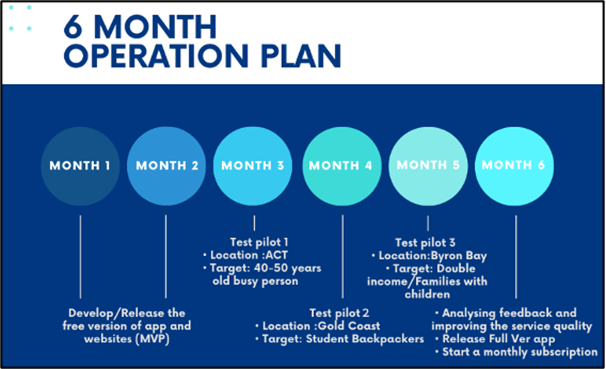 6 MONTH
OPERATION PLAN
MONTH 1
MONTH 2
MONTH 3
MONTH 4
MONTH 5
MONTH 6
Develop/Release the
free version of app and
websites (MVP)
Test pilot 1
• Location :ACT
• Target: 40-50 years
old busy person
Test pilot 2
• Location :Gold Coast
• Target: Student Backpackers
Test pilot 3
• Location:Byron Bay
• Target: Double
income/Families with
children
• Analysing feedback and
improving the service quality
• Release Full Ver app
• Start a monthly subscription